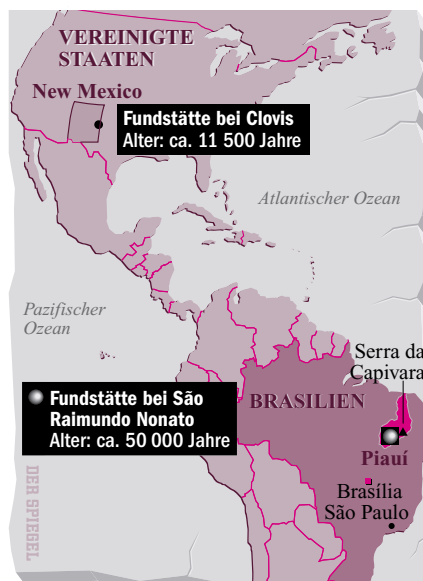 VEREINIGTE
STAATEN
New Mexico
Fundstätte bei Clovis
Alter: ca. 11 500 Jahre
Atlantischer Ozean
Pazifischer
Ozean
Serra da
Capivara
Fundstätte bei São
Raimundo Nonato
Alter: ca. 50 000 Jahre
BRASILIEN
Piauí
Brasília
São Paulo
DER SPIEGEL